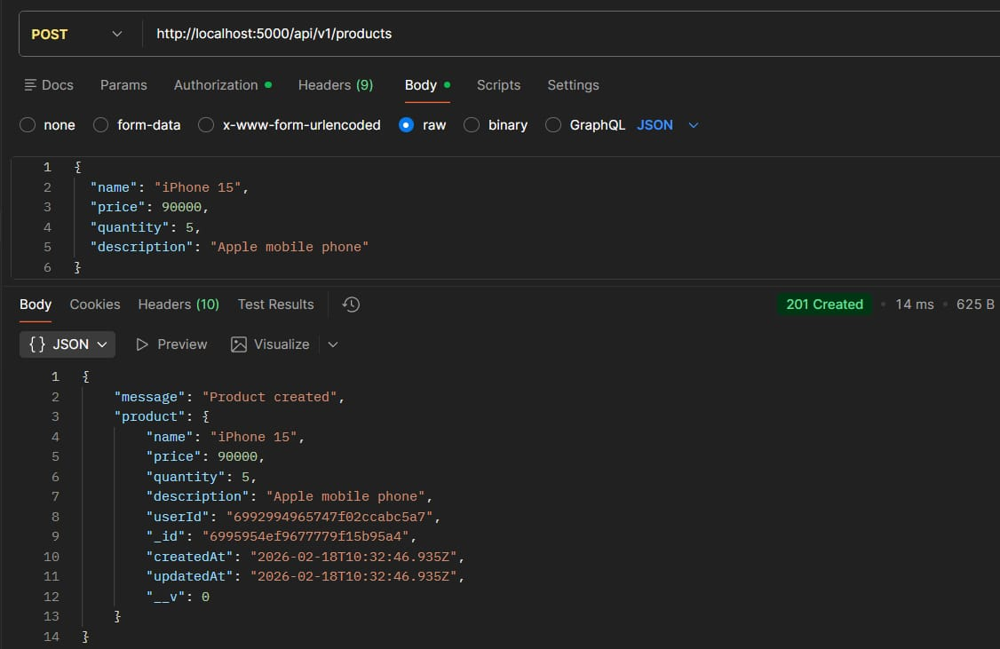 POST http://localhost:5000/api/v1/products
Docs Params Authorization Headers (9) Body Scripts Settings
none form-data x-www-form-urlencoded raw binary GraphQL JSON
1 {
2 "name": "iPhone 15",
3 "price": 90000,
4 "quantity": 5,
5 "description": "Apple mobile phone"
6 }
Body Cookies Headers (10) Test Results 201 Created • 14 ms • 625 B
{} JSON Preview Visualize
1 {
2 "message": "Product created",
3 "product": {
4 "name": "iPhone 15",
5 "price": 90000,
6 "quantity": 5,
7 "description": "Apple mobile phone",
8 "userId": "6992994965747f02ccabc5a7",
9 "_id": "6995954ef9677779f15b95a4",
10 "createdAt": "2026-02-18T10:32:46.935Z",
11 "updatedAt": "2026-02-18T10:32:46.935Z",
12 "__v": 0
13 }
14 }